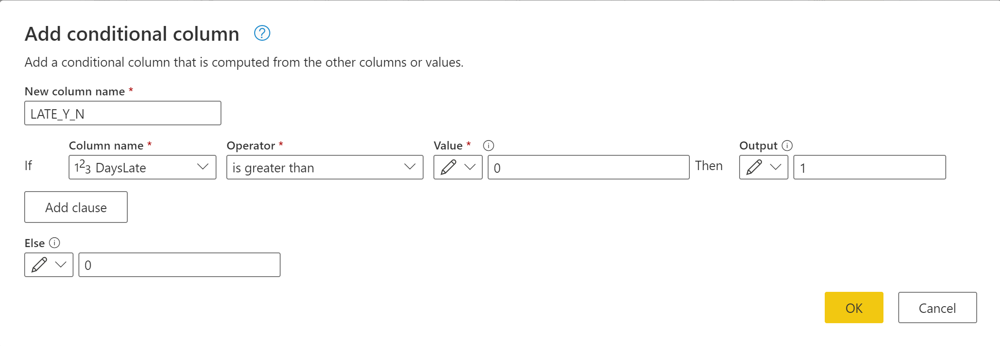 Add conditional column
Add a conditional column that is computed from the other columns or values.
New column name *
LATE_Y_N
Column name * Operator * Value * Output
If 123 DaysLate is greater than 0 Then 1
Add clause
Else
0
OK Cancel